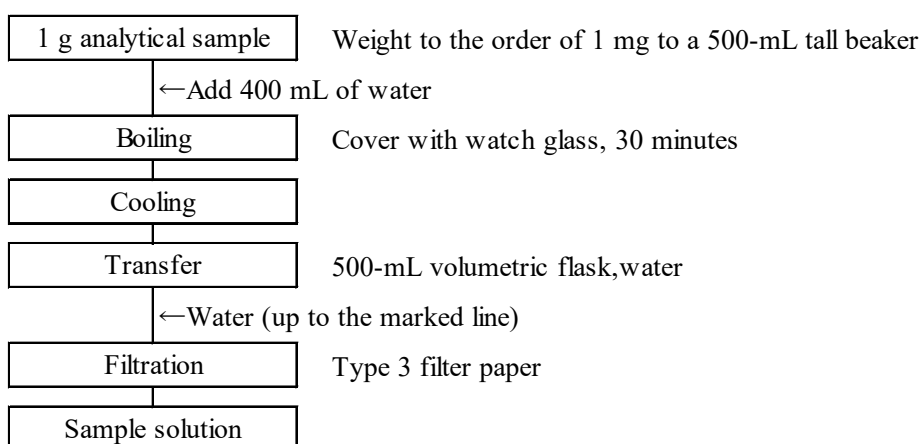 1 g analytical sample Weight to the order of 1 mg to a 500-mL tall beaker
←Add 400 mL of water
Boiling Cover with watch glass, 30 minutes
Cooling
Transfer 500-mL volumetric flask,water
←Water (up to the marked line)
Filtration Type 3 filter paper
Sample solution